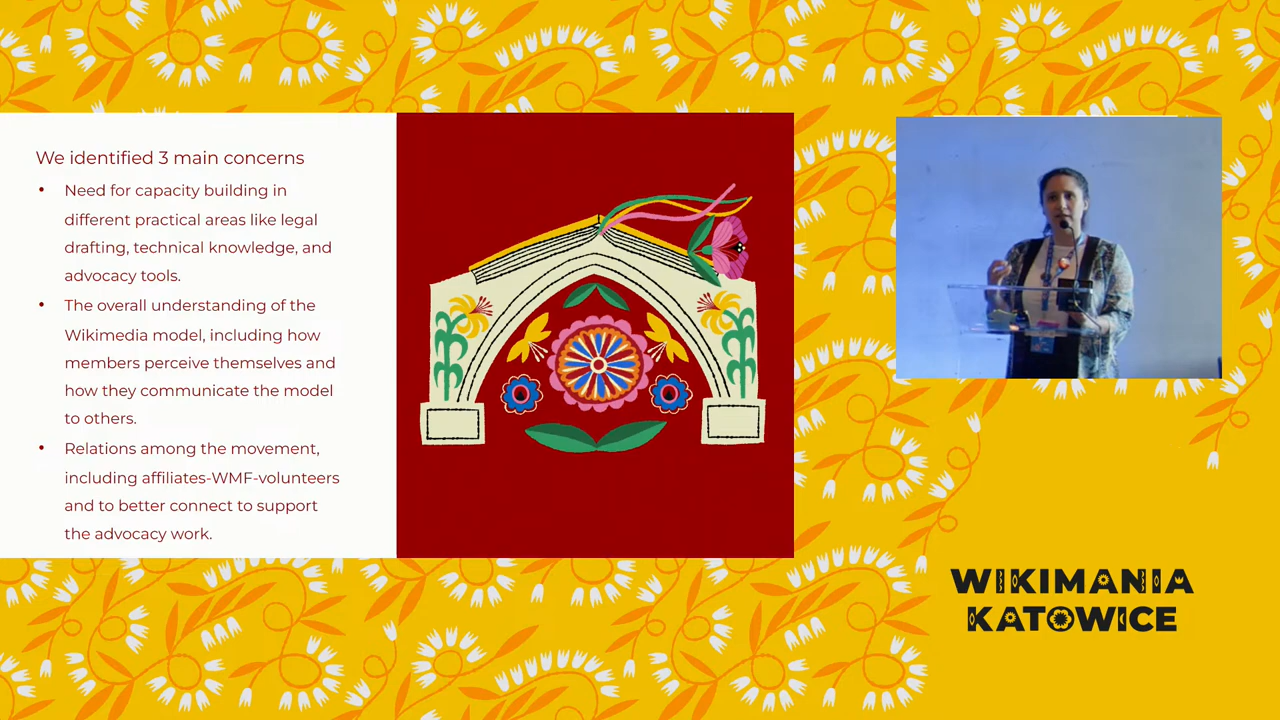 We identified 3 main concerns
• Need for capacity building in
different practical areas like legal
drafting, technical knowledge, and
advocacy tools.
• The overall understanding of the
Wikimedia model, including how
members perceive themselves and
how they communicate the model
to others.
• Relations among the movement,
including affiliates-WMF-volunteers
and to better connect to support
the advocacy work.
WIKIMANIA
KATOWICE